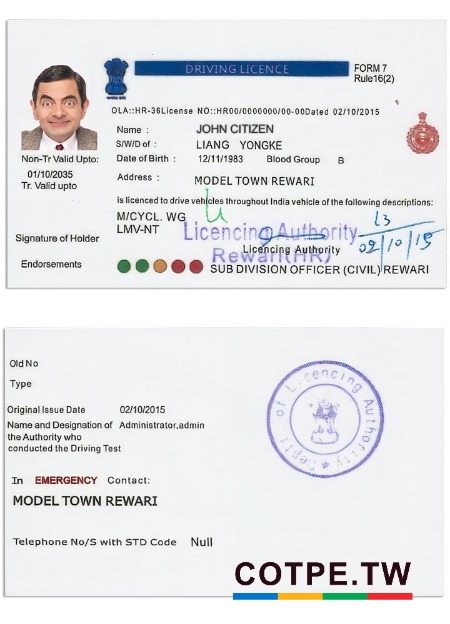 DRIVING LICENCE
FORM 7
Rule16(2)
OLA::HR-36License NO::HR00/0000000/00-00Dated 02/10/2015
Name : JOHN CITIZEN
S/W/D of : LIANG YONGKE
Non-Tr Valid Upto: Date of Birth : 12/11/1983 Blood Group B
01/10/2035
Address : MODEL TOWN REWARI
Tr. Valid upto
is licenced to drive vehicles throughout India vehicle of the following descriptions:
M/CYCL. WG
LMV-NT
Licencing Authority
13
02/10/15
Signature of Holder
Licencing Authority
Rewari(HR)
Endorsements
SUB DIVISION OFFICER (CIVIL) REWARI
Old No
Type
Original Issue Date 02/10/2015
Name and Designation of Administrator,admin
the Authority who
conducted the Driving Test
Deptt. of Licencing Authority
In EMERGENCY Contact:
MODEL TOWN REWARI
Telephone No/S with STD Code Null
COTPE.TW